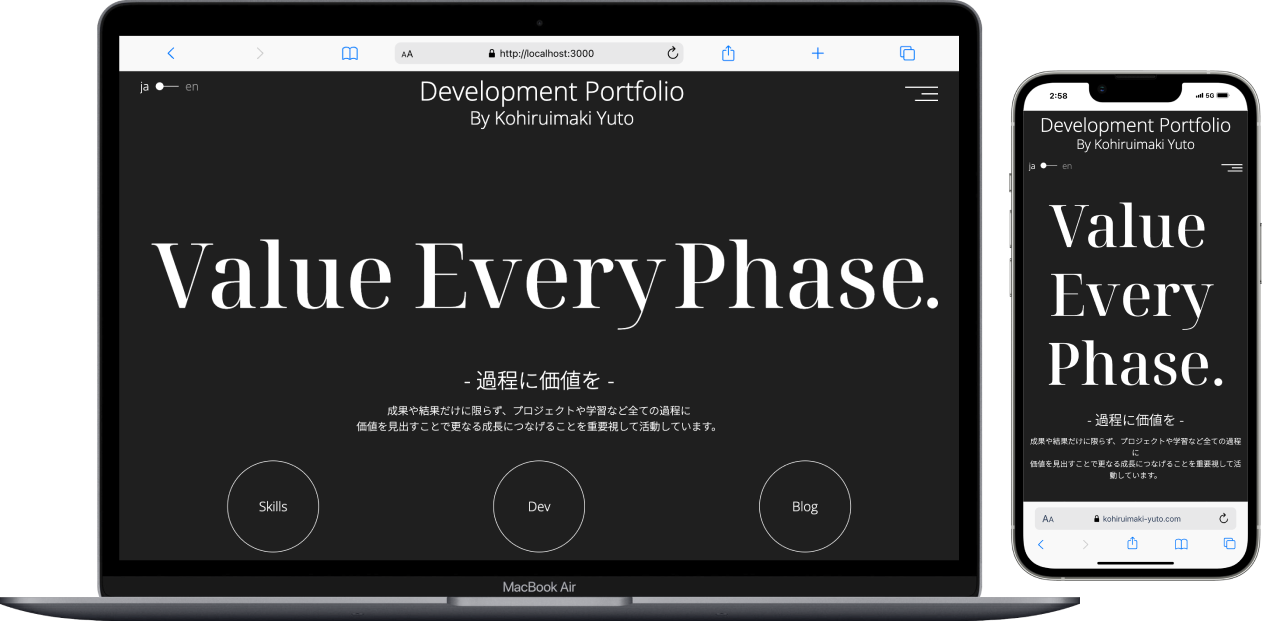 AA
http://localhost:3000
ja
en
Development Portfolio
By Kohiruimaki Yuto
Value Every Phase.
- 過程に価値を -
成果や結果だけに限らず、プロジェクトや学習など全ての過程に
価値を見出すことで更なる成長につなげることを重要視して活動しています。
Skills
Dev
Blog
MacBook Air
2:58
5G
Development Portfolio
By Kohiruimaki Yuto
ja
en
Value
Every
Phase.
- 過程に価値を -
成果や結果だけに限らず、プロジェクトや学習など全ての過程
に
価値を見出すことで更なる成長につなげることを重要視して活
動しています。
AA
kohiruimaki-yuto.com